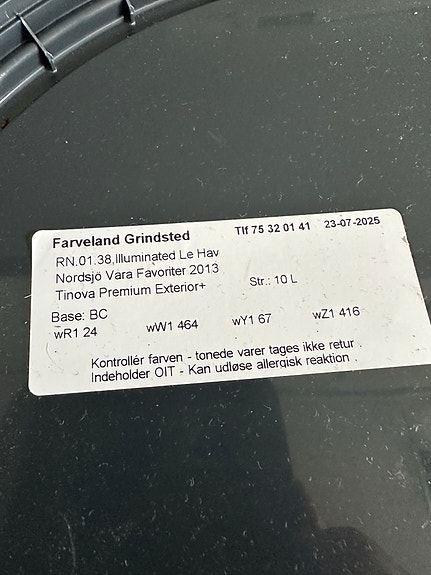 Farveland Grindsted Tlf 75 32 01 41 23-07-2025
RN.01.38,Illuminated Le Hav
Nordsjö Vara Favoriter 2013
Tinova Premium Exterior+ Str.: 10 L
Base: BC
wR1 24 wW1 464 wY1 67 wZ1 416
Kontrollér farven - tonede varer tages ikke retur .
Indeholder OIT - Kan udløse allergisk reaktion .